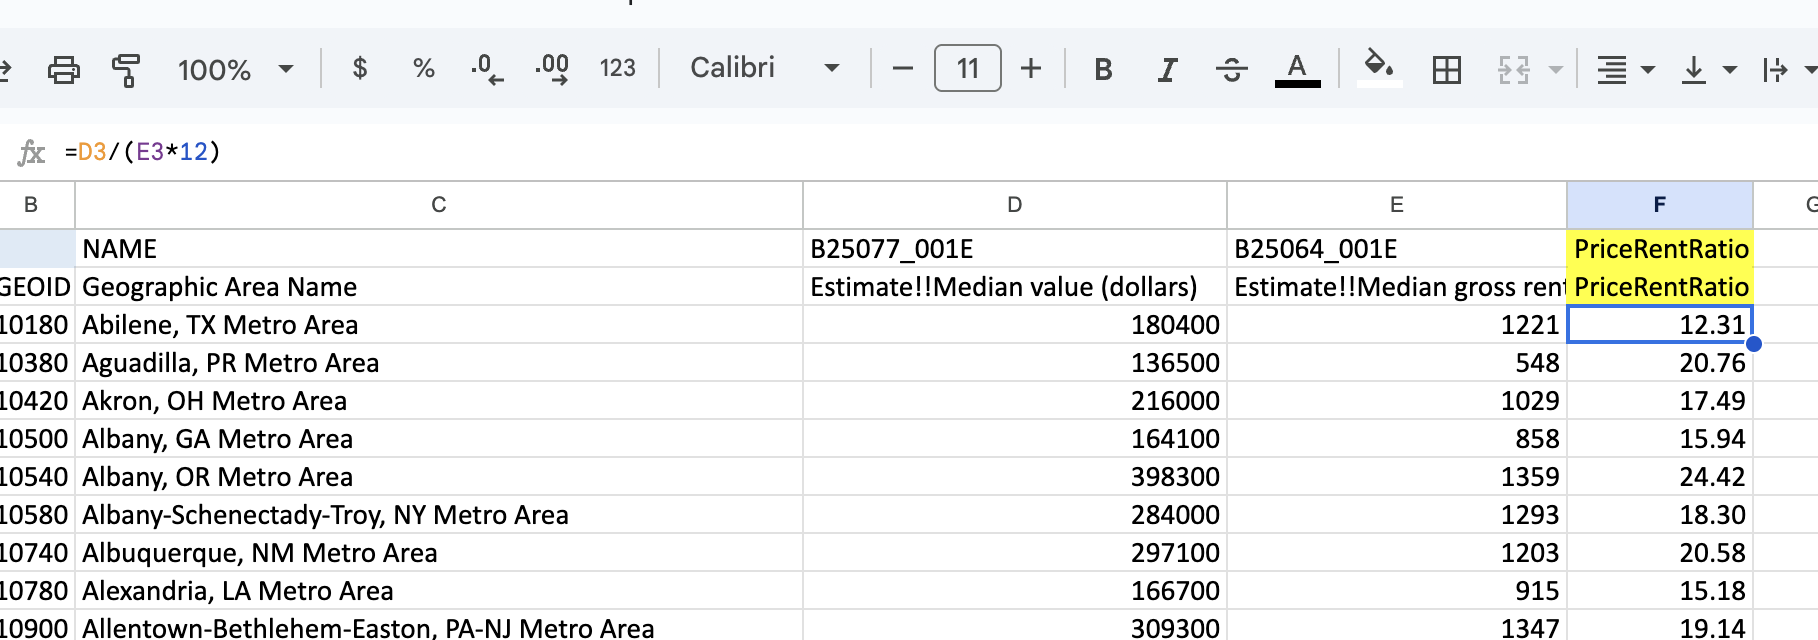 100% $ % .0 .00 123 Calibri 11 B I S A
fx =D3/(E3*12)
B C D E F
NAME B25077_001E B25064_001E PriceRentRatio
GEOID Geographic Area Name Estimate!!Median value (dollars) Estimate!!Median gross rent PriceRentRatio
10180 Abilene, TX Metro Area 180400 1221 12.31
10380 Aguadilla, PR Metro Area 136500 548 20.76
10420 Akron, OH Metro Area 216000 1029 17.49
10500 Albany, GA Metro Area 164100 858 15.94
10540 Albany, OR Metro Area 398300 1359 24.42
10580 Albany-Schenectady-Troy, NY Metro Area 284000 1293 18.30
10740 Albuquerque, NM Metro Area 297100 1203 20.58
10780 Alexandria, LA Metro Area 166700 915 15.18
10900 Allentown-Bethlehem-Easton, PA-NJ Metro Area 309300 1347 19.14